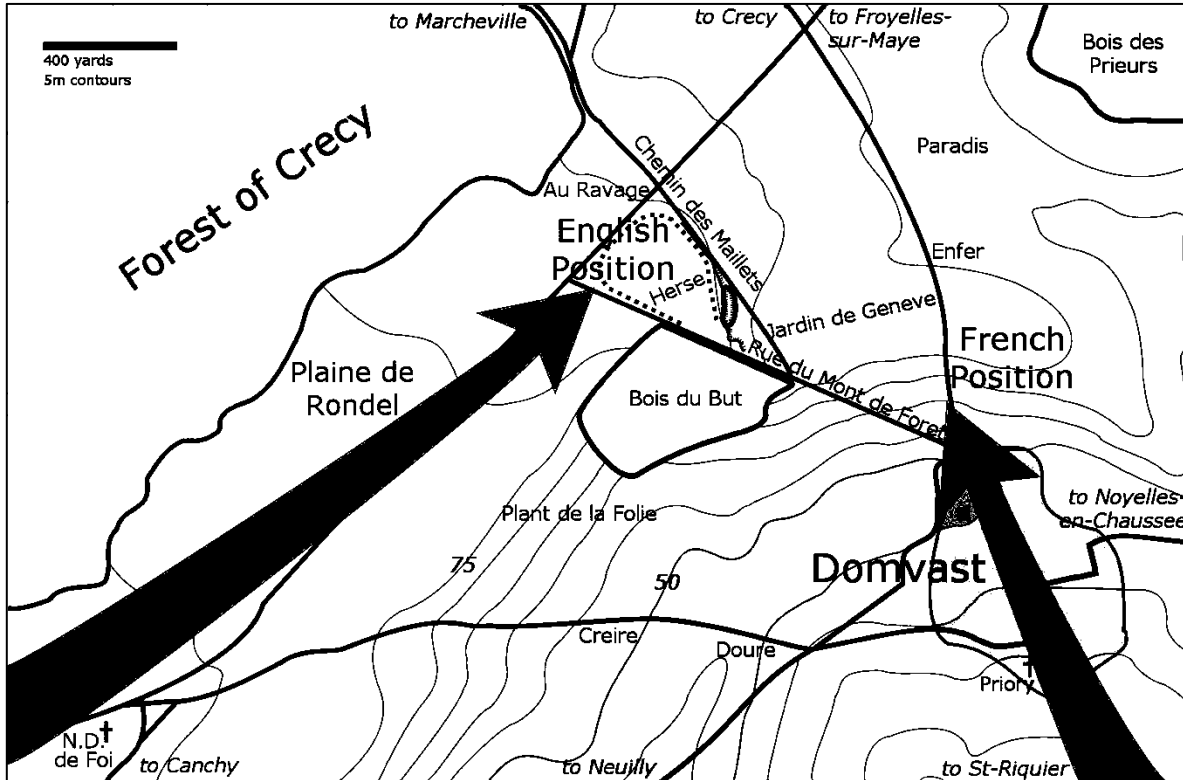 to Marcheville
to Crecy
to Froyelles-
sur-Maye
400 yards
5m contours
Bois des
Prieurs
Forest of Crecy
Chemin des Maillets
Paradis
Au Ravage
English
Position
Herse
Enfer
Jardin de Geneve
French
Position
Rue du Mont de Foret
Plaine de
Rondel
Bois du But
Plant de la Folie
to Noyelles-
en-Chaussee
75
50
Domvast
Creire
Doure
Priory
N.D.
de Foi
to Canchy
to Neuilly
to St-Riquier